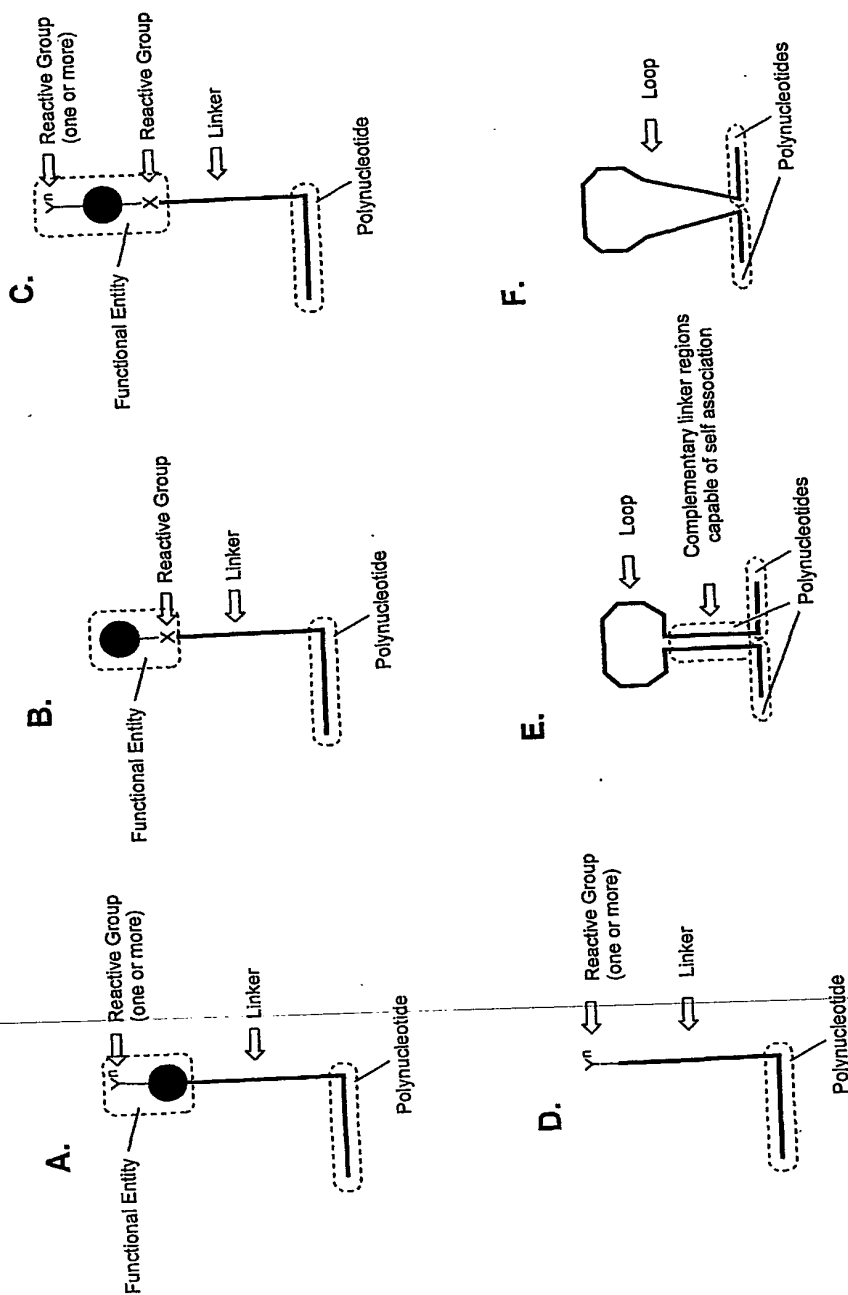 A.
Functional Entity
Yn
Reactive Group
(one or more)
Linker
Polynucleotide
B.
Functional Entity
X
Reactive Group
Linker
Polynucleotide
C.
Functional Entity
Yn
Reactive Group
(one or more)
X
Reactive Group
Linker
Polynucleotide
D.
Yn
Reactive Group
(one or more)
Linker
Polynucleotide
E.
Loop
Complementary linker regions
capable of self association
Polynucleotides
Polynucleotides
F.
Loop
Polynucleotides